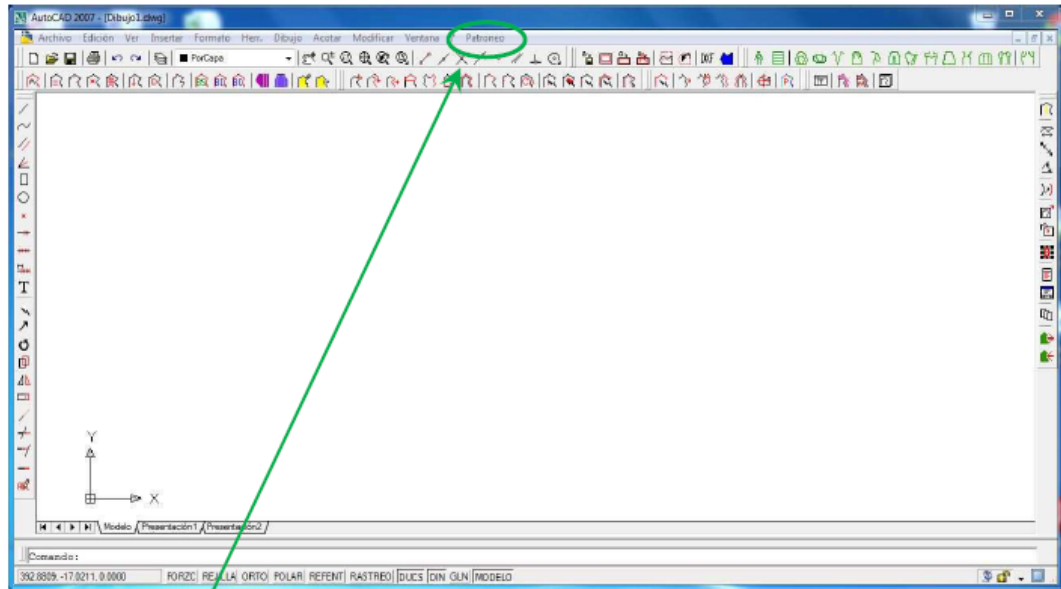 AutoCAD 2007 - [Dibujo1.dwg]
Archivo Edición Ver Insertar Formato Herr. Dibujo Acotar Modificar Ventana ? Patroneo
PorCapa
T
Y
X
Modelo Presentación1 Presentación2
Comando:
392.8809, -17.0211, 0.0000 FORZC REJILLA ORTO POLAR REFENT RASTREO DUCS DIN GLN MODELO